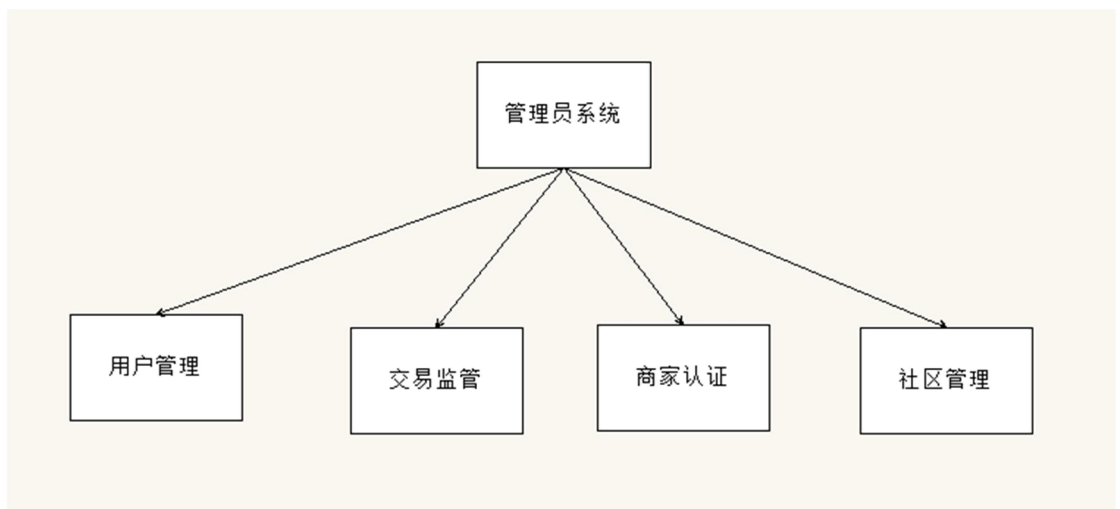 管理员系统
用户管理
交易监管
商家认证
社区管理